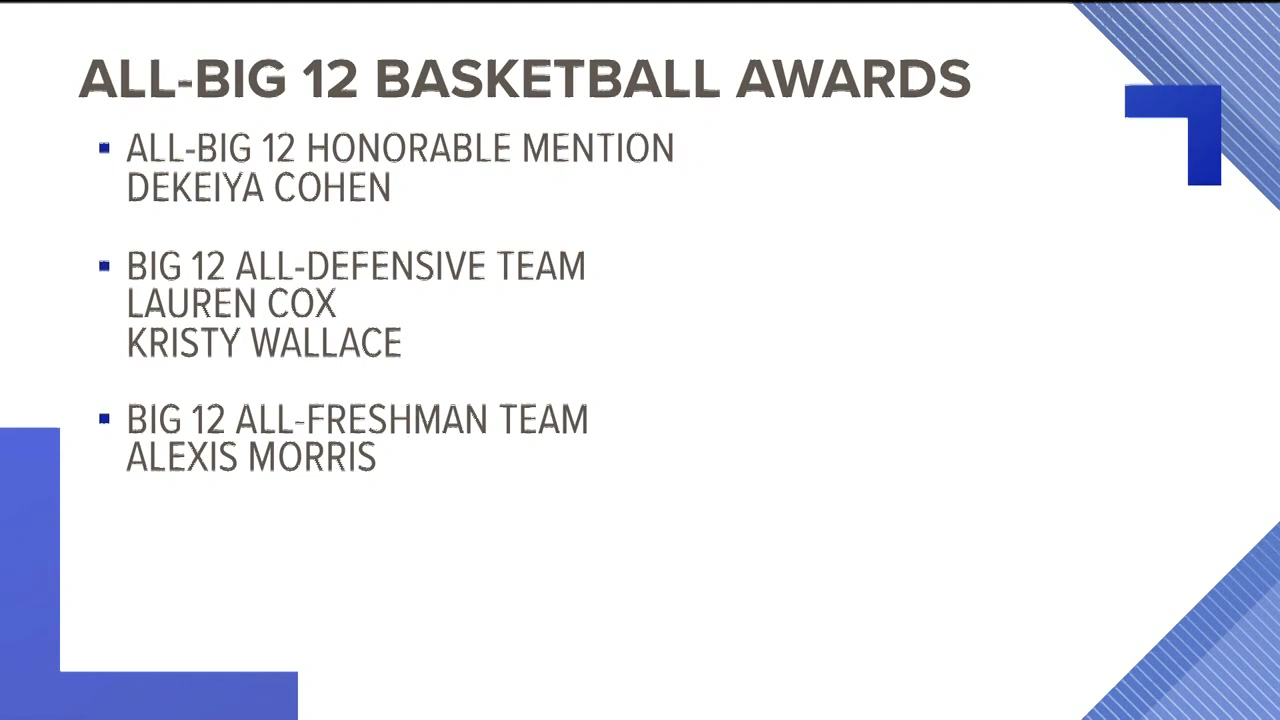 ALL-BIG 12 BASKETBALL AWARDS
ALL-BIG 12 HONORABLE MENTION
DEKEIYA COHEN
BIG 12 ALL-DEFENSIVE TEAM
LAUREN COX
KRISTY WALLACE
BIG 12 ALL-FRESHMAN TEAM
ALEXIS MORRIS